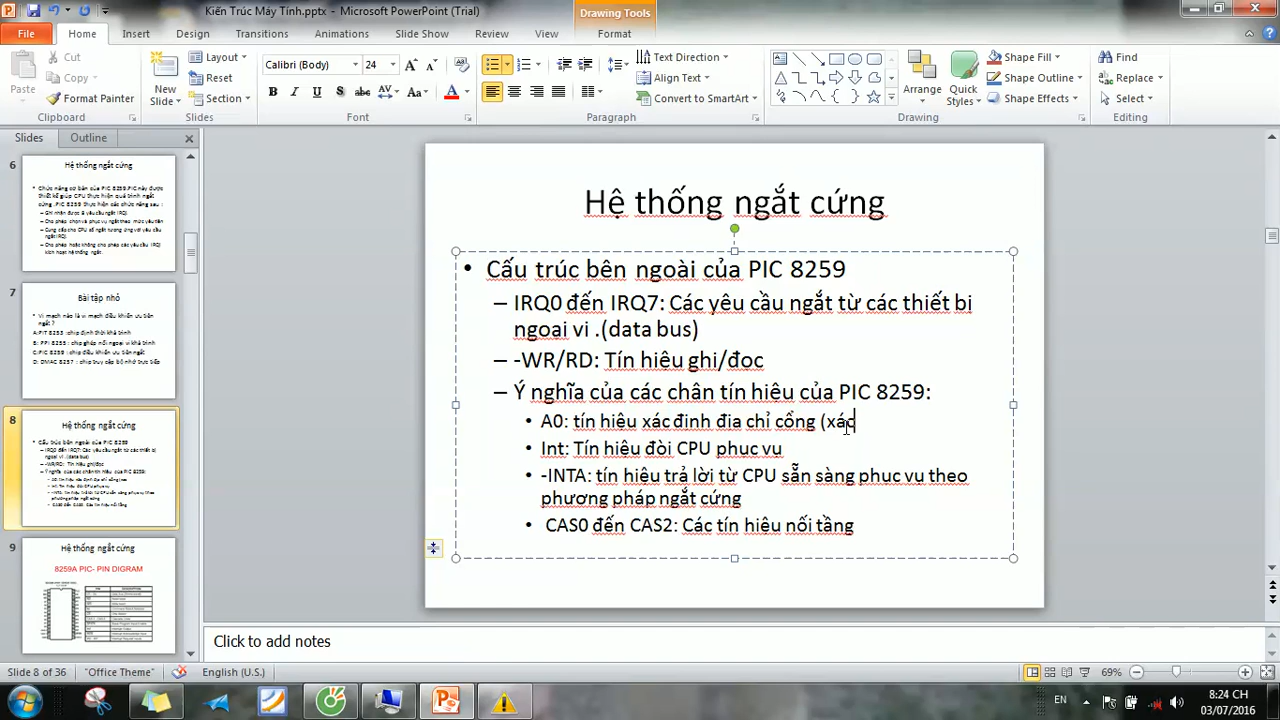 Kiến Trúc Máy Tính.pptx - Microsoft PowerPoint (Trial)
Drawing Tools
File Home Insert Design Transitions Animations Slide Show Review View Format
Paste
Cut
Copy
Format Painter
Clipboard
New Slide
Layout
Reset
Section
Slides
Calibri (Body) 24
Font
Text Direction
Align Text
Convert to SmartArt
Paragraph
Arrange
Quick Styles
Shape Fill
Shape Outline
Shape Effects
Drawing
Find
Replace
Select
Editing
Slides Outline
6
Hệ thống ngắt cứng
7
Bài tập nhỏ
8
Hệ thống ngắt cứng
9
Hệ thống ngắt cứng
8259A PIC- PIN DIGRAM
Hệ thống ngắt cứng
• Cấu trúc bên ngoài của PIC 8259
– IRQ0 đến IRQ7: Các yêu cầu ngắt từ các thiết bị
ngoại vi .(data bus)
– -WR/RD: Tín hiệu ghi/đọc
– Ý nghĩa của các chân tín hiệu của PIC 8259:
• A0: tín hiệu xác định địa chỉ cổng (xác
• Int: Tín hiệu đòi CPU phục vụ
• -INTA: tín hiệu trả lời từ CPU sẵn sàng phục vụ theo
phương pháp ngắt cứng
• CAS0 đến CAS2: Các tín hiệu nối tầng
Click to add notes
Slide 8 of 36 "Office Theme" English (U.S.) 69%
EN 8:24 CH
03/07/2016